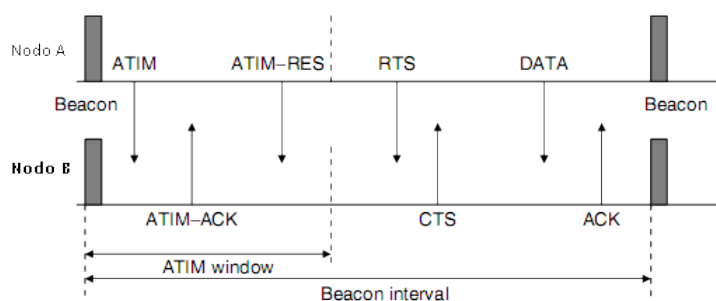 Nodo A
ATIM ATIM–RES RTS DATA
Beacon Beacon
Nodo B
ATIM–ACK CTS ACK
ATIM window
Beacon interval